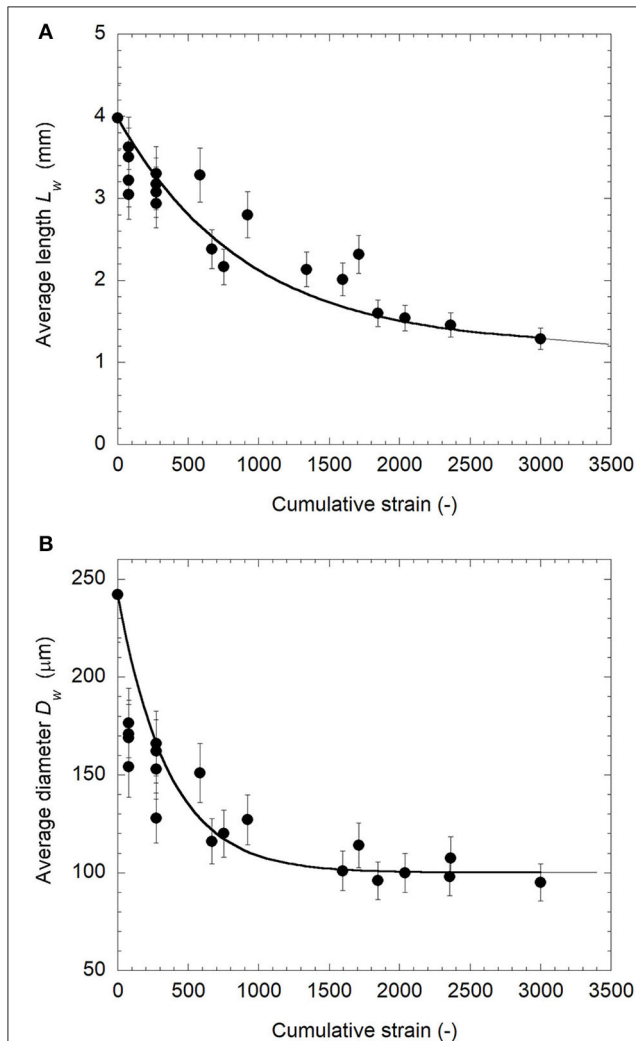 A
5
4
3
2
1
0
Average length L_w (mm)
0 500 1000 1500 2000 2500 3000 3500
Cumulative strain (-)
B
250
200
150
100
50
Average diameter D_w (μm)
0 500 1000 1500 2000 2500 3000 3500
Cumulative strain (-)